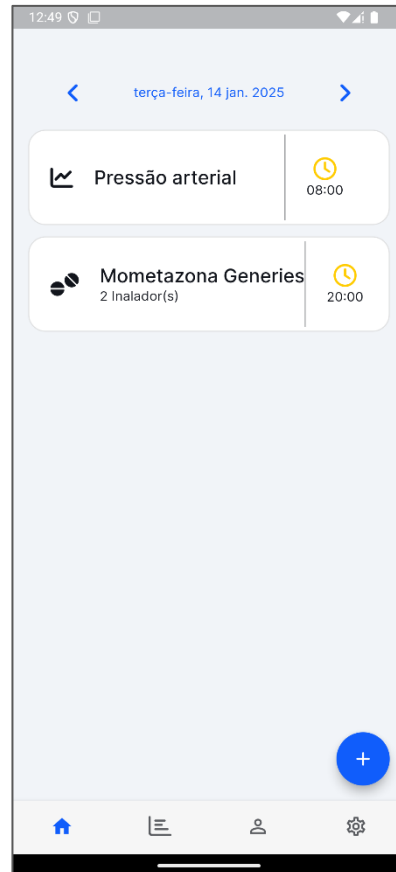 12:49
terça-feira, 14 jan. 2025
Pressão arterial
08:00
Mometazona Generies
2 Inalador(s)
20:00